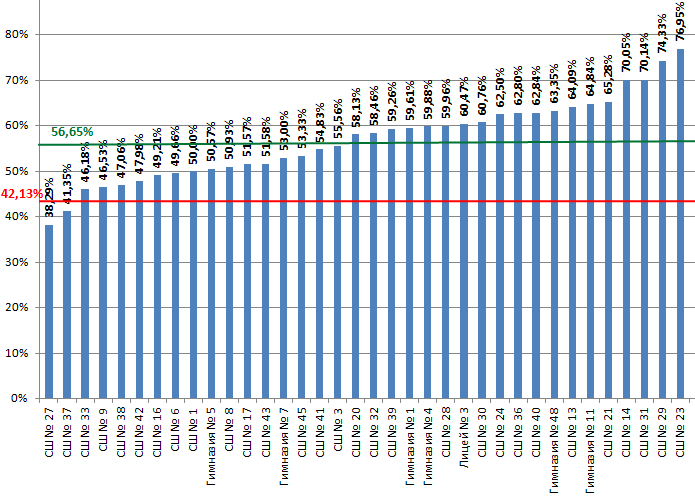 80%
70%
60%
50%
40%
30%
20%
10%
0%
56,65%
42,13%
38,29%
41,35%
46,18%
46,53%
47,06%
47,98%
49,21%
49,66%
50,00%
50,57%
50,93%
51,57%
51,58%
53,00%
53,33%
54,83%
55,56%
58,13%
58,46%
59,26%
59,61%
59,88%
59,96%
60,47%
60,76%
62,50%
62,80%
62,84%
63,35%
64,09%
64,84%
65,28%
70,05%
70,14%
74,33%
76,95%
СШ № 27
СШ № 37
СШ № 33
СШ № 9
СШ № 38
СШ № 42
СШ № 16
СШ № 6
СШ № 1
Гимназия № 5
СШ № 8
СШ № 17
СШ № 43
Гимназия № 7
СШ № 45
СШ № 41
СШ № 3
СШ № 20
СШ № 32
СШ № 39
Гимназия № 1
Гимназия № 4
СШ № 28
Лицей № 3
СШ № 30
СШ № 24
СШ № 36
СШ № 40
Гимназия № 48
СШ № 13
Гимназия № 11
СШ № 21
СШ № 14
СШ № 31
СШ № 29
СШ № 23